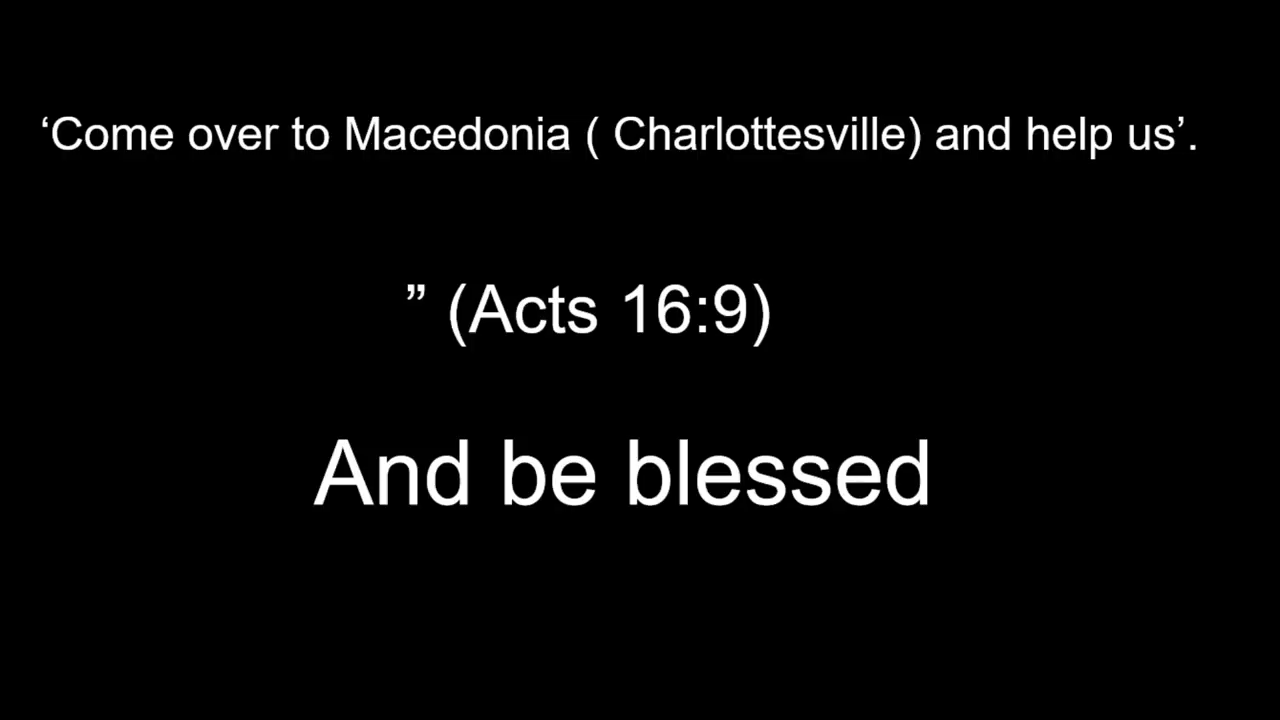 ‘Come over to Macedonia ( Charlottesville) and help us’.
” (Acts 16:9)
And be blessed